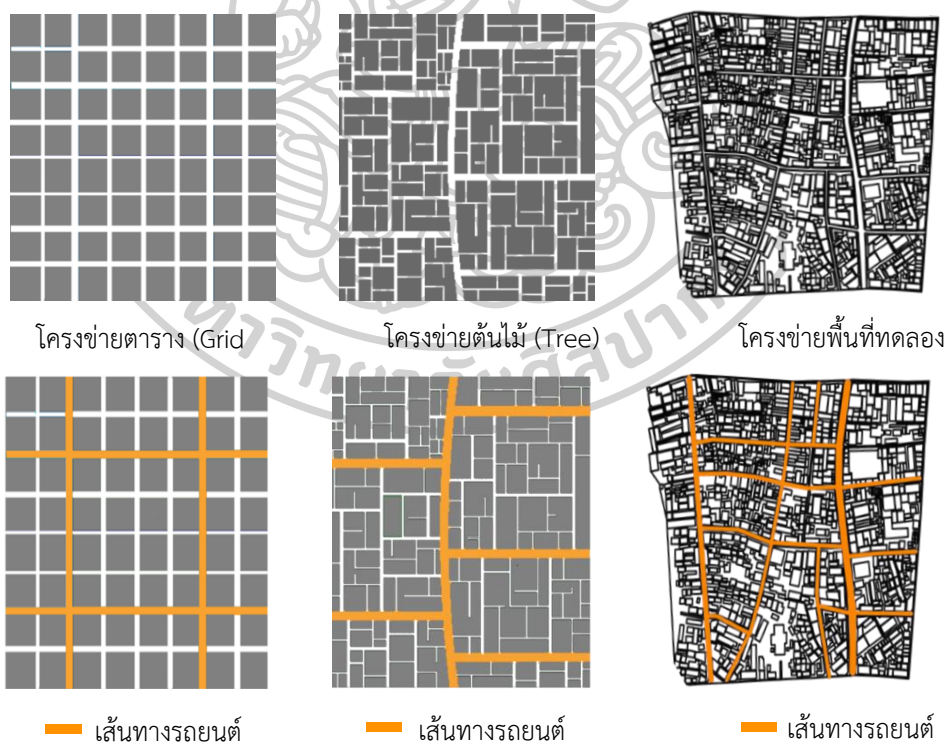 โครงข่ายตาราง (Grid
โครงข่ายต้นไม้ (Tree)
โครงข่ายพื้นที่ทดลอง
เส้นทางรถยนต์
เส้นทางรถยนต์
เส้นทางรถยนต์